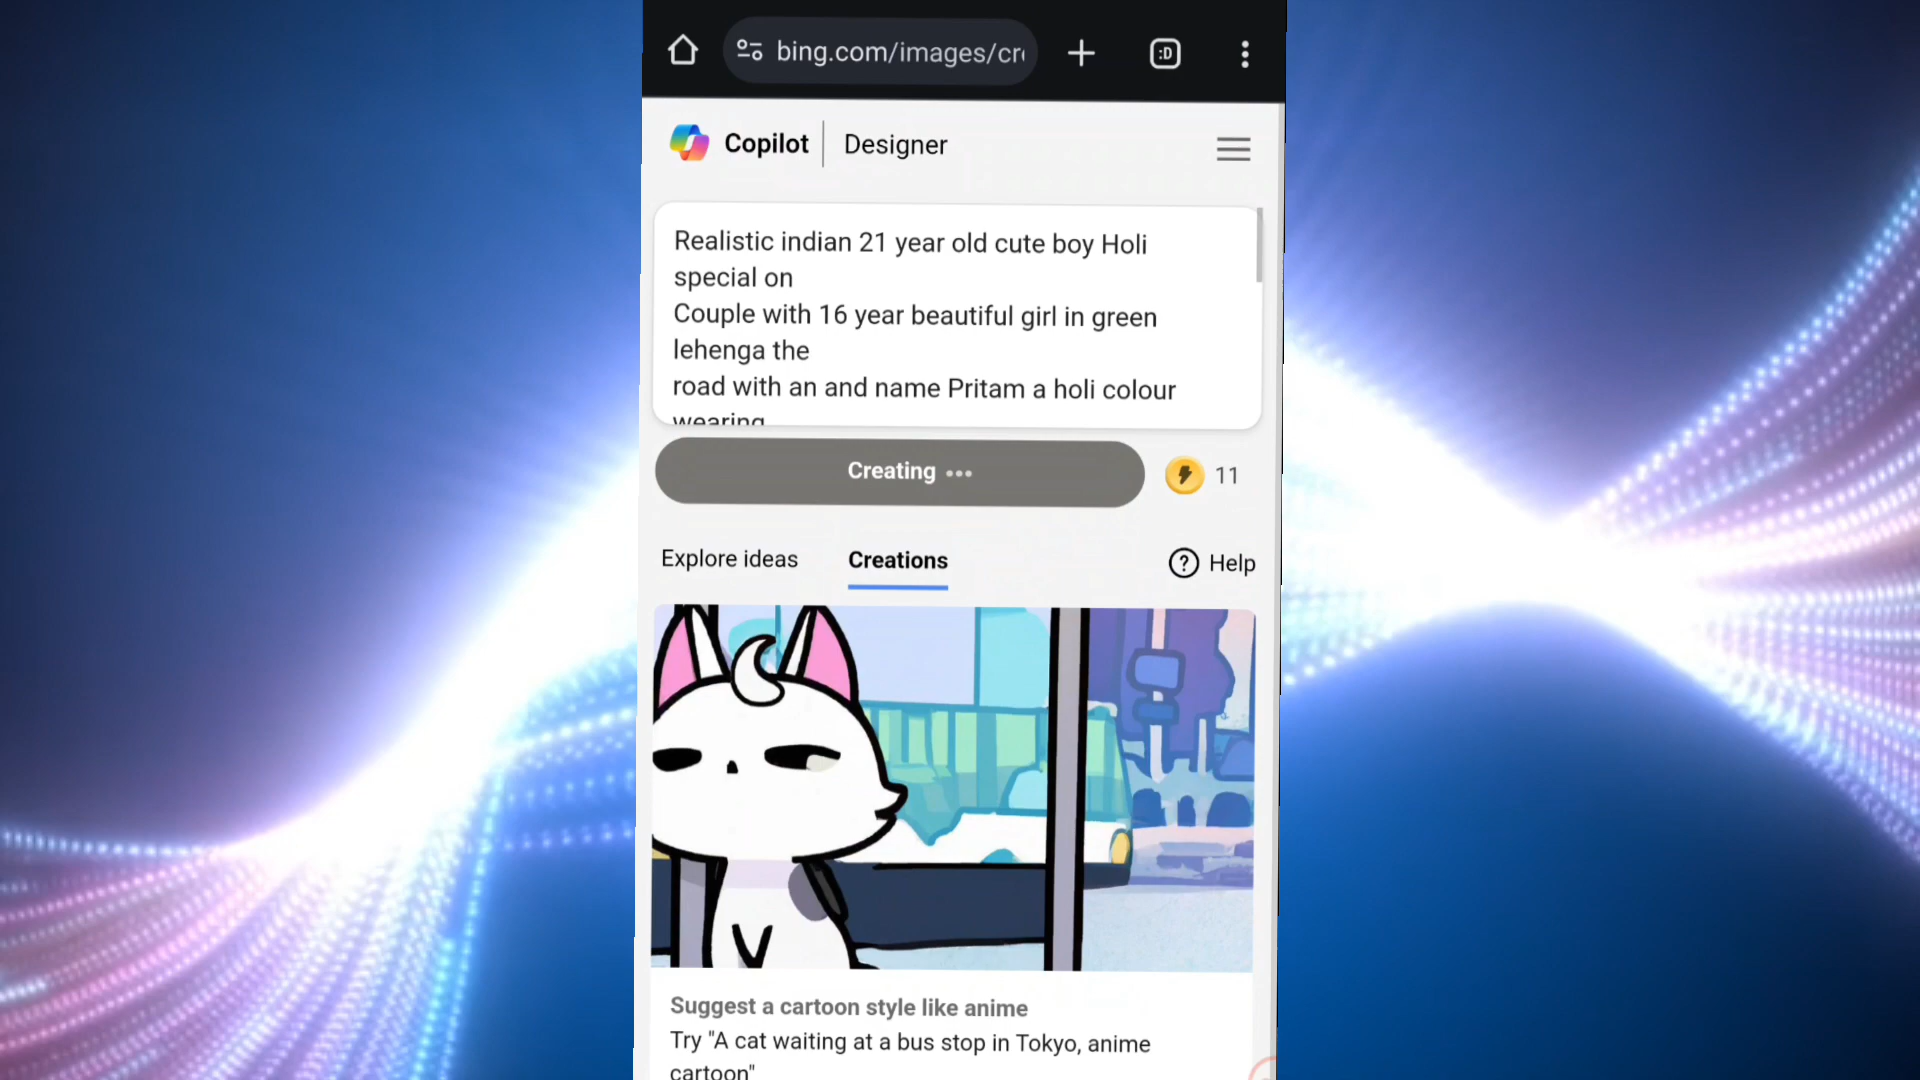 bing.com/images/cr
:D
Copilot | Designer
Realistic indian 21 year old cute boy Holi
special on
Couple with 16 year beautiful girl in green
lehenga the
road with an and name Pritam a holi colour
wearing
Creating •••
11
Explore ideas
Creations
? Help
Suggest a cartoon style like anime
Try "A cat waiting at a bus stop in Tokyo, anime
cartoon"